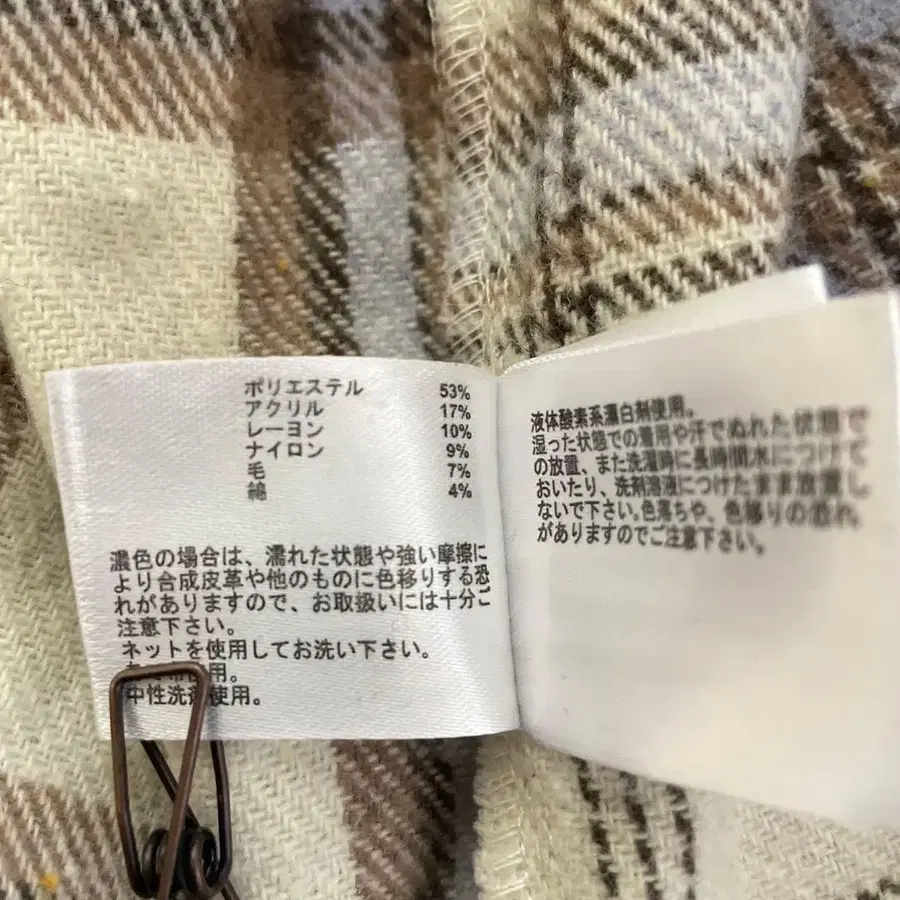 ポリエステル 53%
アクリル 17%
レーヨン 10%
ナイロン 9%
毛 7%
綿 4%
濃色の場合は、濡れた状態や強い摩擦に
より合成皮革や他のものに色移りする恐
れがありますので、お取扱いには十分ご
注意下さい。
ネットを使用してお洗い下さい。
用。
中性洗剤使用。
液体酸素系漂白剤使用。
湿った状態での着用や汗でぬれた状態で
の放置、また洗濯時に長時間水につけて
おいたり、洗剤溶液につけたまま放置し
ないで下さい。色落ちや、色移りの恐れ
がありますのでご注意下さい。